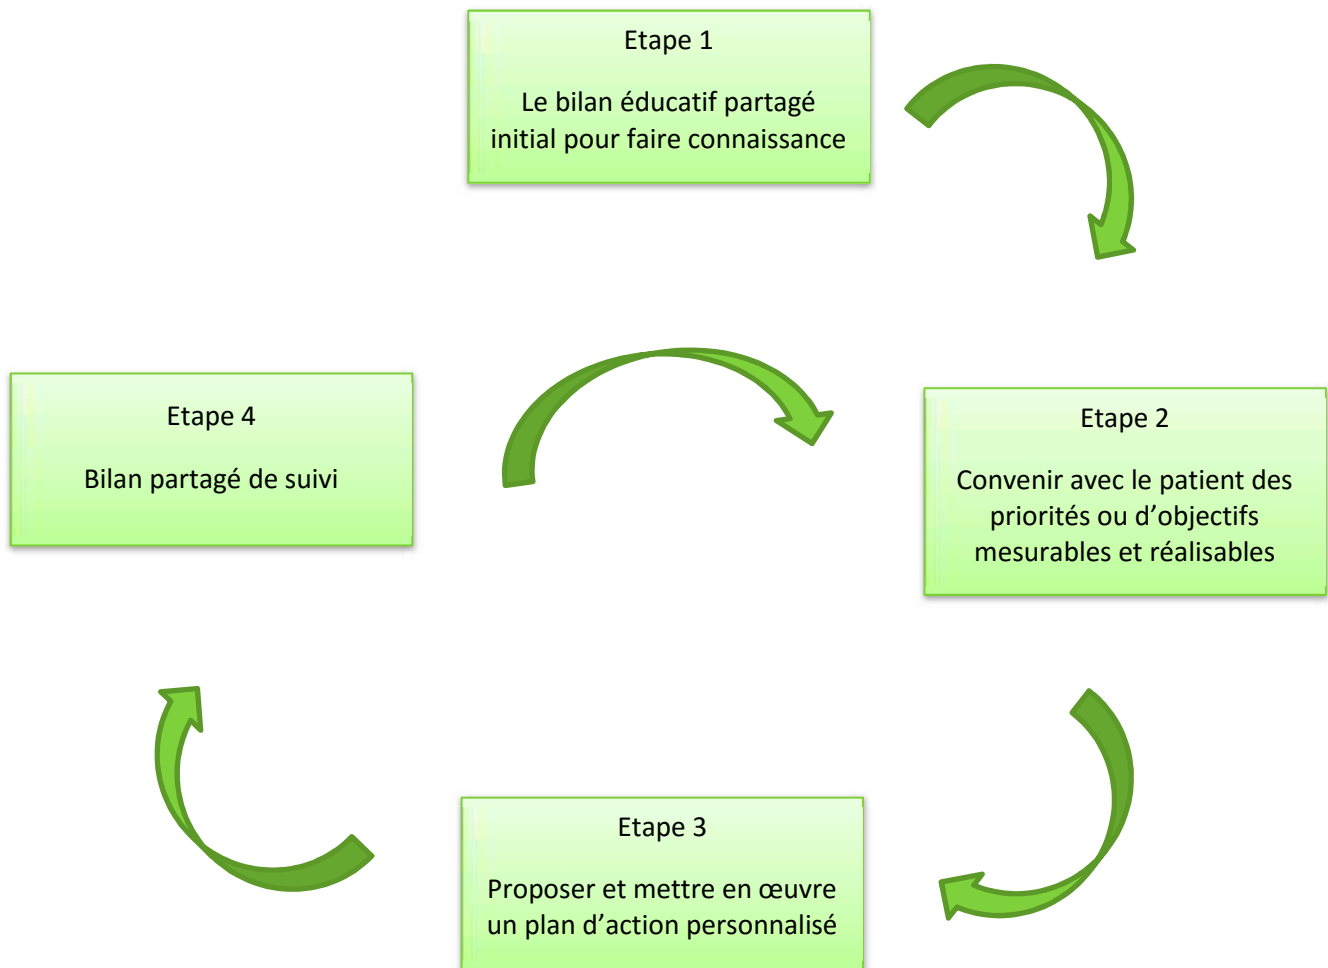 Etape 1
Le bilan éducatif partagé
initial pour faire connaissance
Etape 4
Bilan partagé de suivi
Etape 2
Convenir avec le patient des
priorités ou d’objectifs
mesurables et réalisables
Etape 3
Proposer et mettre en œuvre
un plan d’action personnalisé